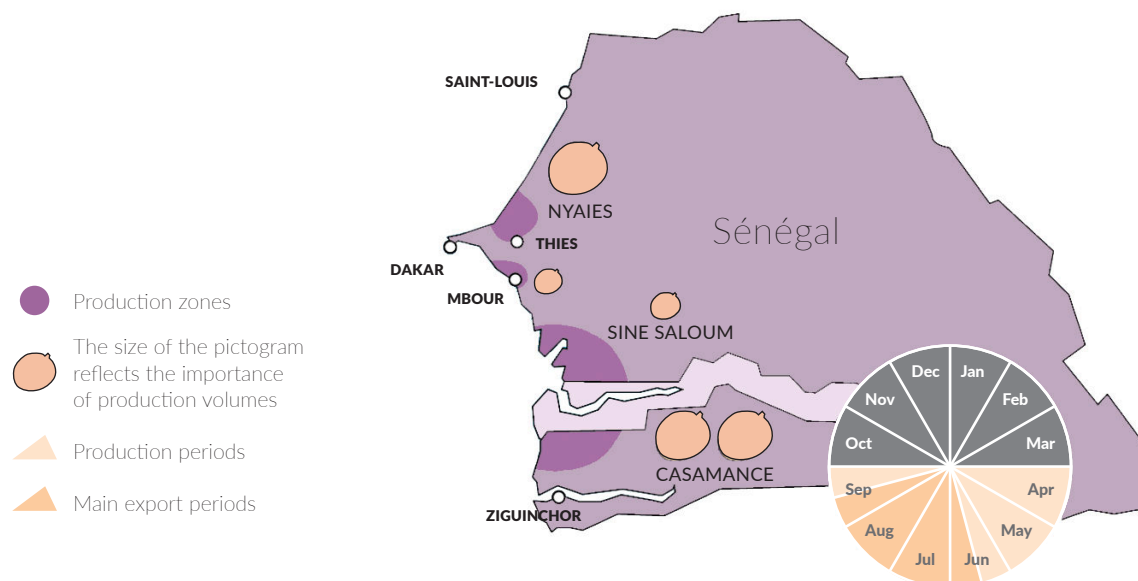 SAINT-LOUIS
NYAIES
Sénégal
THIES
DAKAR
MBOUR
SINE SALOUM
Production zones
The size of the pictogram
reflects the importance
of production volumes
Production periods
Main export periods
CASAMANCE
ZIGUINCHOR
Dec
Jan
Nov
Feb
Oct
Mar
Sep
Apr
Aug
May
Jul
Jun